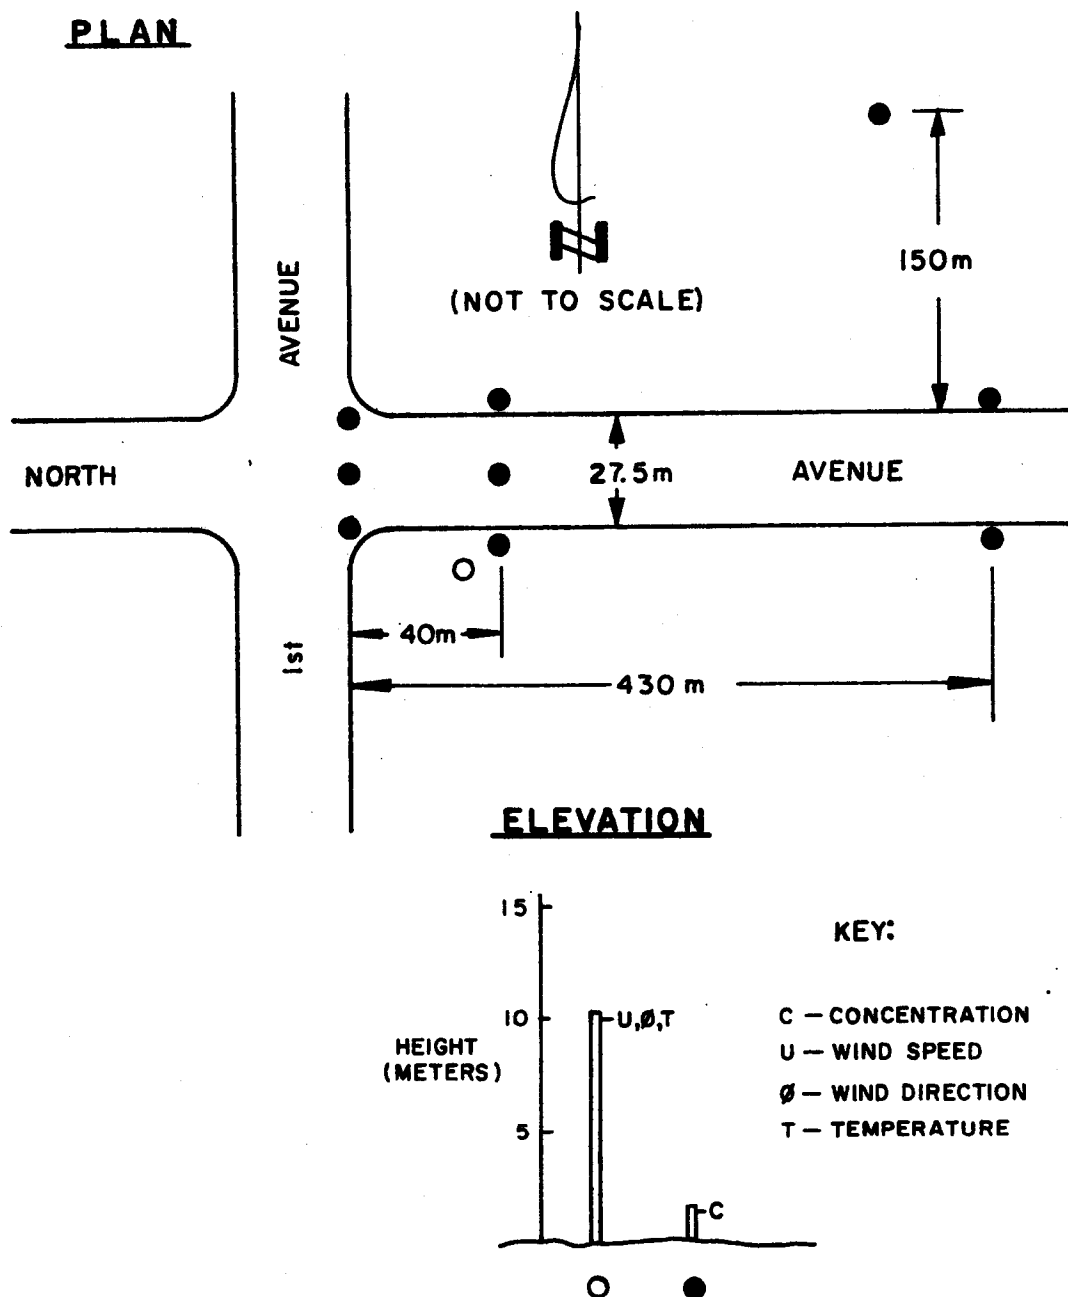 PLAN
N
(NOT TO SCALE)
150m
AVENUE
NORTH
27.5m
AVENUE
1st
40m
430 m
ELEVATION
15
10
5
HEIGHT
(METERS)
U,Ø,T
C
KEY:
C – CONCENTRATION
U – WIND SPEED
Ø – WIND DIRECTION
T – TEMPERATURE